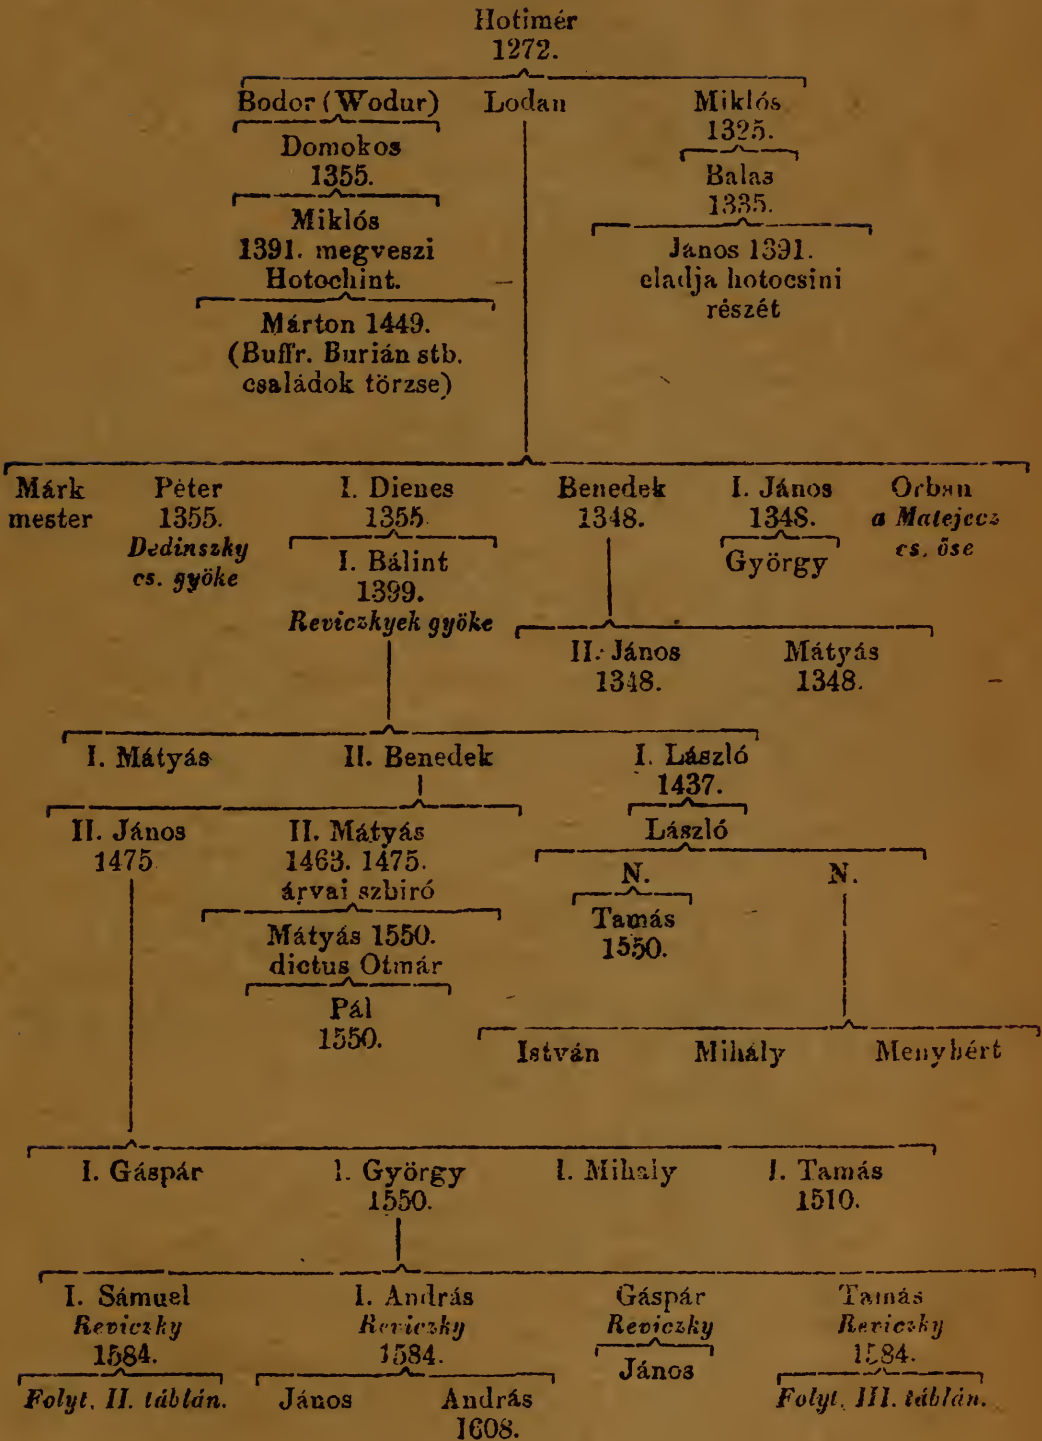 Hotimér
1272.
Bodor (Wodur)
Lodan
Miklós
1325.
Domokos
1355.
Balas
1335.
Miklós
1391. megveszi
Hotochint.
János 1391.
eladja hotocsini
részét
Márton 1449.
(Buffr. Burián stb.
családok törzse)
Márk
mester
Péter
1355.
Dedinszky
cs. gyöke
I. Dienes
1355.
Benedek
1348.
I. János
1348.
Orbán
a Matejecz
cs. őse
I. Bálint
1399.
Reviczkyek gyöke
György
II. János
1348.
Mátyás
1348.
I. Mátyás
II. Benedek
I. László
1437.
II. János
1475
II. Mátyás
1463. 1475.
árvai szbiró
László
N.
N.
Tamás
1550.
Mátyás 1550.
dictus Otmár
Pál
1550.
István
Mihály
Menyhért
I. Gáspár
I. György
1550.
I. Mihaly
I. Tamás
1510.
I. Sámuel
Reviczky
1584.
I. András
Reviczky
1584.
Gáspár
Reviczky
Tamás
Reviczky
1584.
Folyt. II. táblán.
János
András
1608.
János
Folyt. III. táblán.